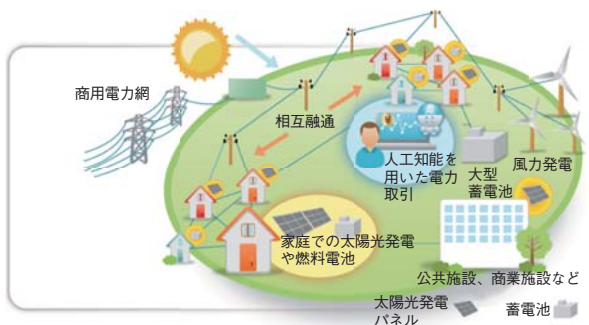 商用電力網
相互融通
人工知能を
用いた電力
取引
大型
蓄電池
風力発電
家庭での太陽光発電
や燃料電池
公共施設、商業施設など
太陽光発電
パネル
蓄電池